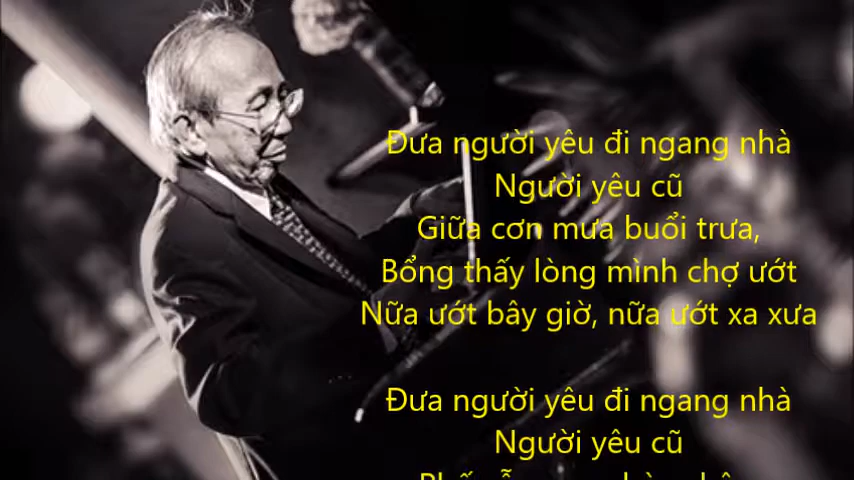 Đưa người yêu đi ngang nhà
Người yêu cũ
Giữa cơn mưa buổi trưa,
Bổng thấy lòng mình chợ ướt
Nữa ướt bây giờ, nữa ướt xa xưa
Đưa người yêu đi ngang nhà
Người yêu cũ